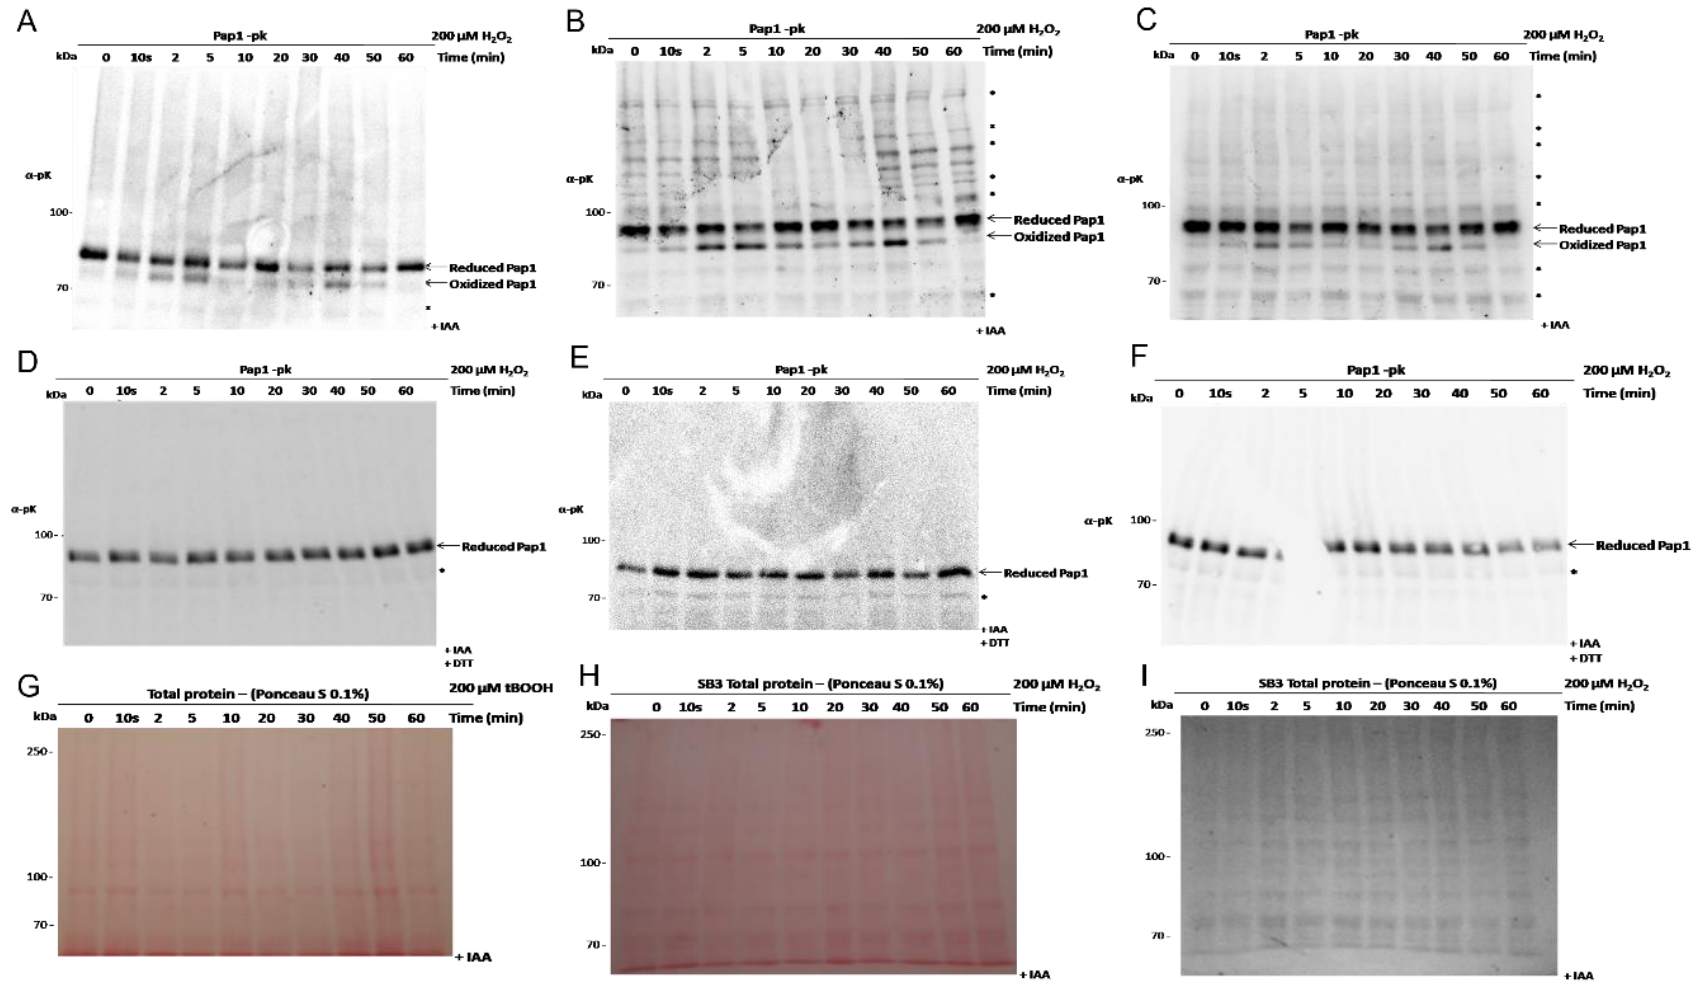 A
Pap1 -pk
200 µM H₂O₂
kDa
0 10s 2 5 10 20 30 40 50 60
Time (min)
α-pK
100-
70-
Reduced Pap1
Oxidized Pap1
*
+ IAA
B
Pap1 -pk
200 µM H₂O₂
kDa
0 10s 2 5 10 20 30 40 50 60
Time (min)
α-pK
100-
70-
*
*
*
*
*
Reduced Pap1
Oxidized Pap1
*
+ IAA
C
Pap1 -pk
200 µM H₂O₂
kDa
0 10s 2 5 10 20 30 40 50 60
Time (min)
α-pK
100-
70-
*
*
*
*
*
Reduced Pap1
Oxidized Pap1
*
*
+ IAA
D
Pap1 -pk
200 µM H₂O₂
kDa
0 10s 2 5 10 20 30 40 50 60
Time (min)
α-pK
100-
70-
Reduced Pap1
*
+ IAA
+ DTT
E
Pap1 -pk
200 µM H₂O₂
kDa
0 10s 2 5 10 20 30 40 50 60
Time (min)
α-pK
100-
70-
Reduced Pap1
*
+ IAA
+ DTT
F
Pap1 -pk
200 µM H₂O₂
kDa
0 10s 2 5 10 20 30 40 50 60
Time (min)
α-pK
100-
70-
Reduced Pap1
*
+ IAA
+ DTT
G
Total protein – (Ponceau S 0.1%)
200 µM tBOOH
kDa
0 10s 2 5 10 20 30 40 50 60
Time (min)
250-
100-
70-
+ IAA
H
SB3 Total protein – (Ponceau S 0.1%)
200 µM H₂O₂
kDa
0 10s 2 5 10 20 30 40 50 60
Time (min)
250-
100-
70-
+ IAA
I
SB3 Total protein – (Ponceau S 0.1%)
200 µM H₂O₂
kDa
0 10s 2 5 10 20 30 40 50 60
Time (min)
250-
100-
70-
+ IAA